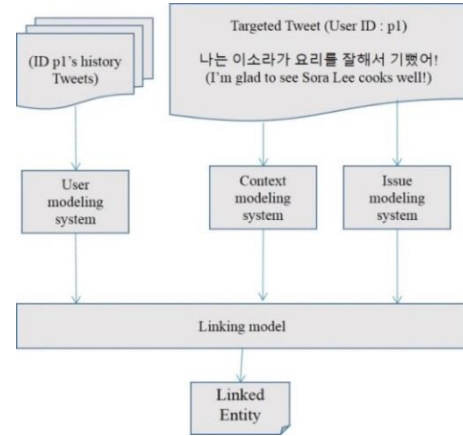 (ID p1's history
Tweets)
Targeted Tweet (User ID : p1)
나는 이소라가 요리를 잘해서 기뻤어!
(I'm glad to see Sora Lee cooks well!)
User
modeling
system
Context
modeling
system
Issue
modeling
system
Linking model
Linked
Entity